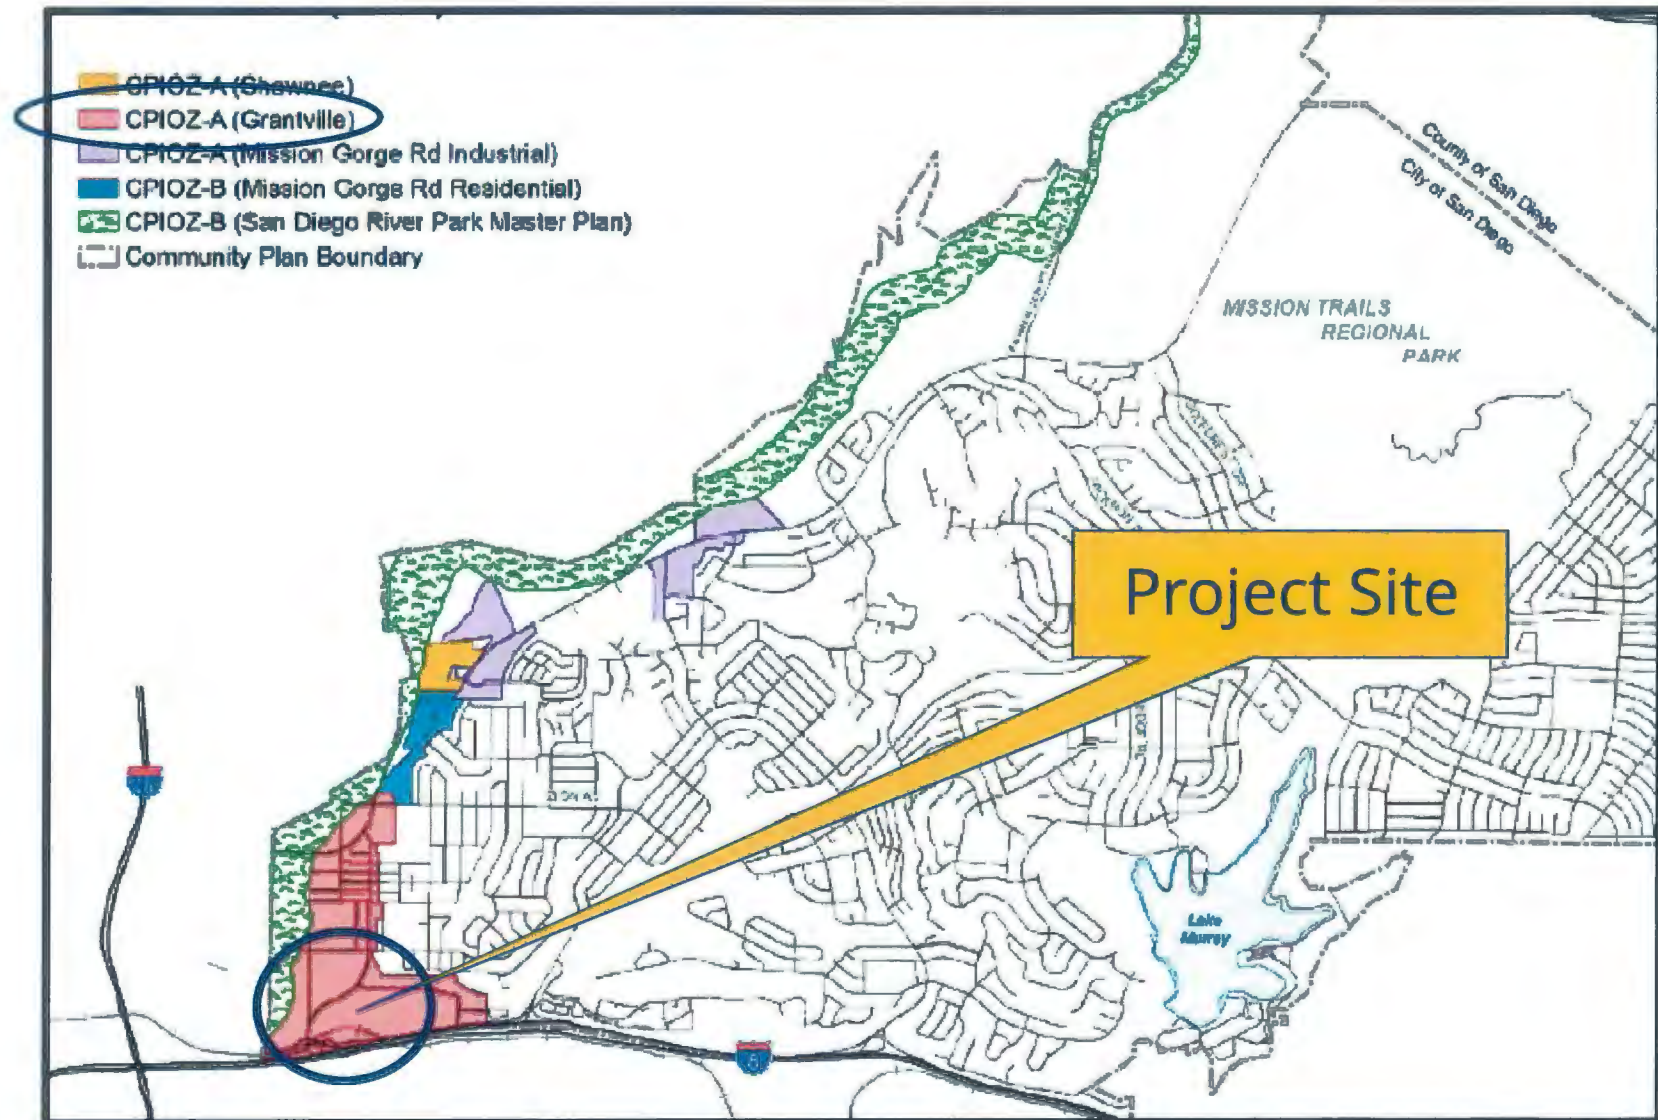 CPIOZ-A (Shawnee)
CPIOZ-A (Grantville)
CPIOZ-A (Mission Gorge Rd Industrial)
CPIOZ-B (Mission Gorge Rd Residential)
CPIOZ-B (San Diego River Park Master Plan)
Community Plan Boundary
County of San Diego
City of San Diego
MISSION TRAILS
REGIONAL
PARK
Project Site
Lake
Murray
8